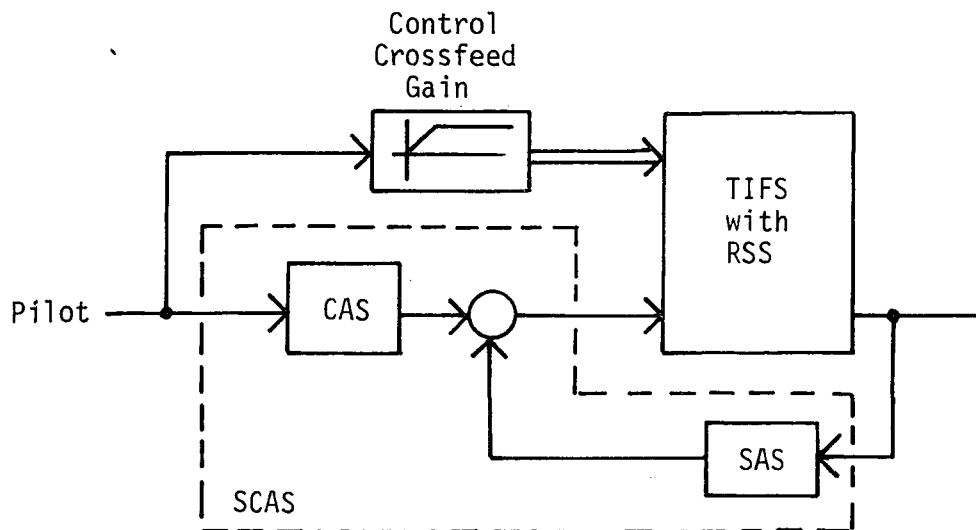 Control
Crossfeed
Gain
TIFS
with
RSS
Pilot
CAS
SAS
SCAS